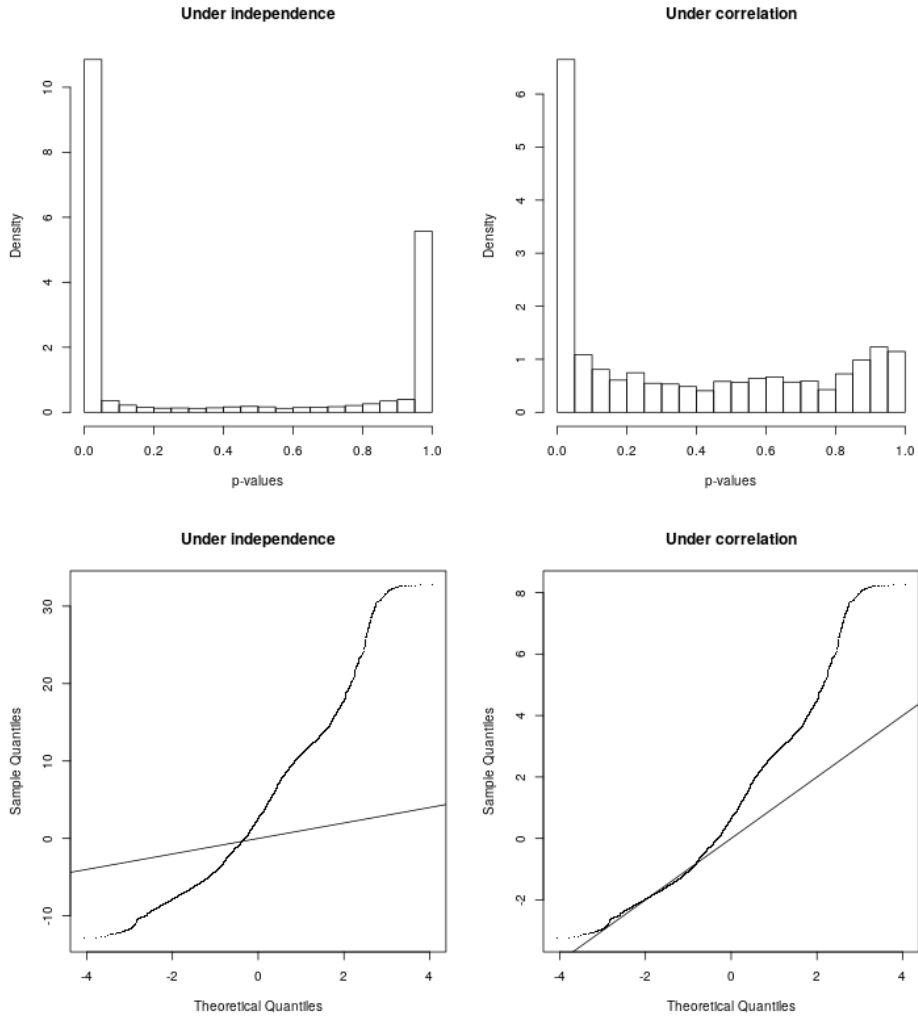 Under independence
Under correlation
10
8
6
4
2
0
Density
0.0 0.2 0.4 0.6 0.8 1.0
p-values
6
5
4
3
2
1
0
Density
0.0 0.2 0.4 0.6 0.8 1.0
p-values
Under independence
Under correlation
30
20
10
0
-10
Sample Quantiles
-4 -2 0 2 4
Theoretical Quantiles
8
6
4
2
0
-2
Sample Quantiles
-4 -2 0 2 4
Theoretical Quantiles